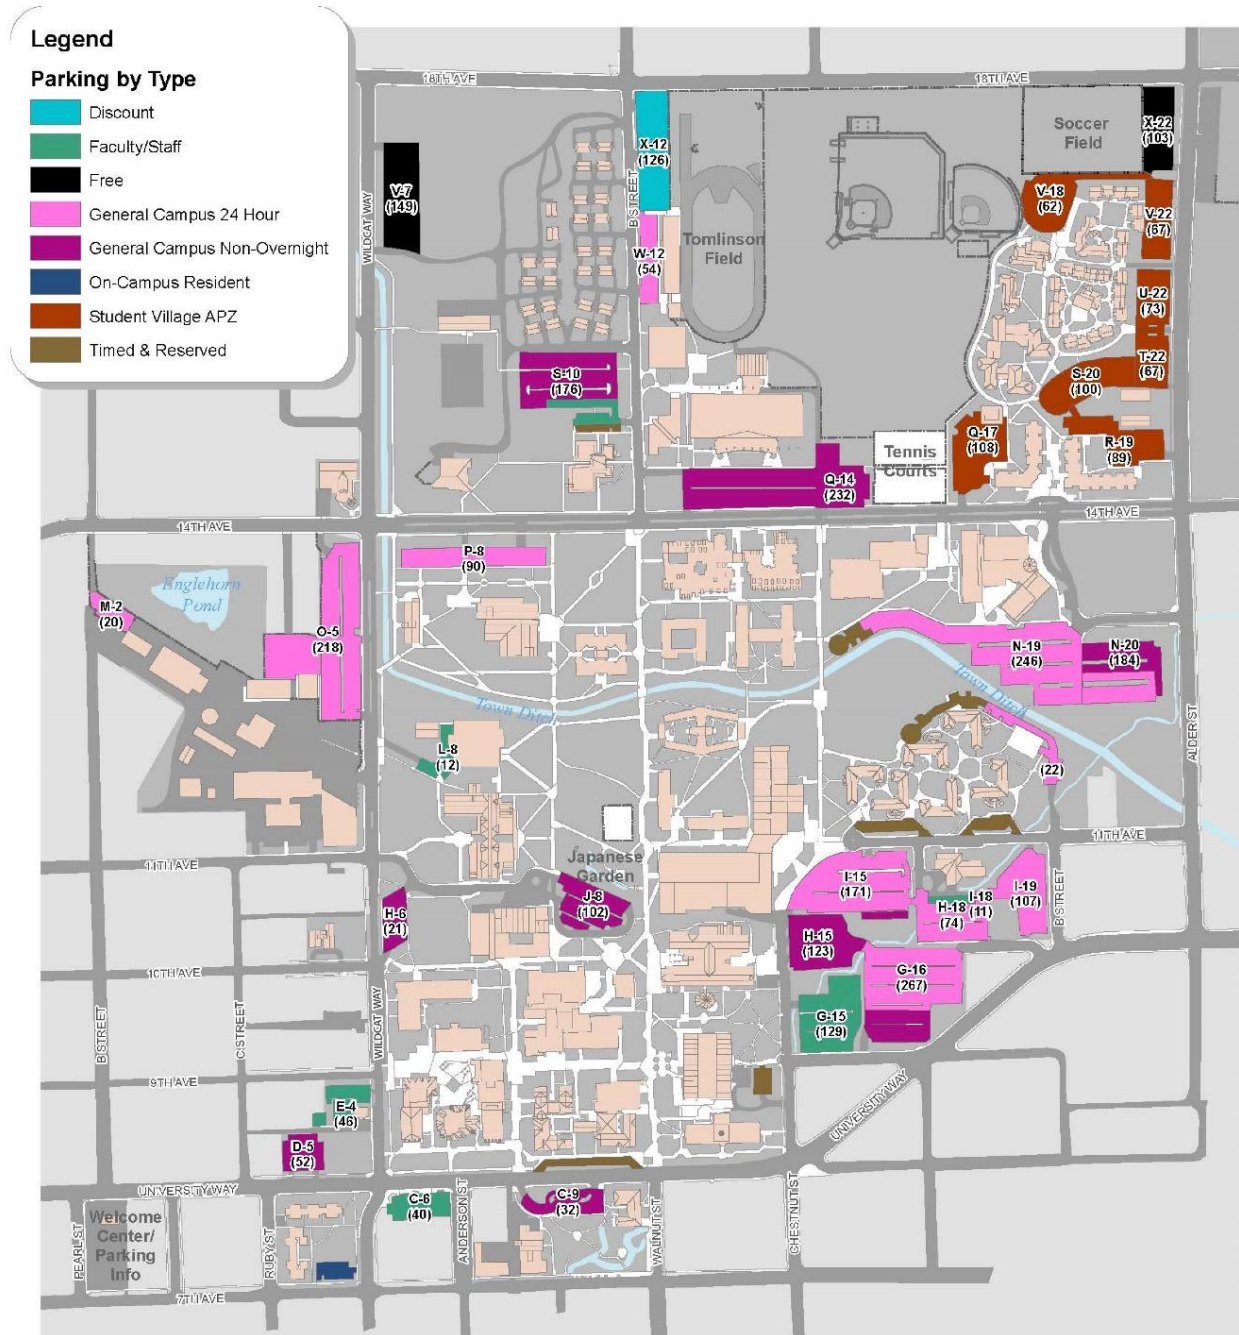 Legend
Parking by Type
Discount
Faculty/Staff
Free
General Campus 24 Hour
General Campus Non-Overnight
On-Campus Resident
Student Village APZ
Timed & Reserved
18TH AVE
18TH AVE
X-12
(126)
Soccer
Field
X-22
(103)
V-7
(149)
WILDCAT WAY
B STREET
V-18
(62)
V-22
(67)
Tomlinson
Field
W-12
(54)
U-22
(73)
T-22
(67)
S-20
(100)
S-10
(176)
Q-17
(108)
R-19
(89)
Tennis
Courts
Q-14
(232)
14TH AVE
14TH AVE
P-8
(90)
Englehorn
Pond
M-2
(20)
O-5
(218)
N-19
(246)
N-20
(184)
Town Ditch
Town Ditch
ALDER ST
L-8
(12)
(22)
11TH AVE
11TH AVE
Japanese
Garden
I-15
(171)
I-19
(107)
I-18
(11)
H-18
(74)
J-8
(102)
H-6
(21)
B STREET
H-15
(123)
10TH AVE
G-16
(267)
G-15
(129)
B STREET
C STREET
WILDCAT WAY
9TH AVE
E-4
(46)
UNIVERSITY WAY
D-5
(52)
UNIVERSITY WAY
C-6
(40)
C-9
(32)
Welcome
Center/
Parking
Info
PEARL ST
RUBY ST
ANDERSON ST
WALNUT ST
CHESTNUT ST
7TH AVE